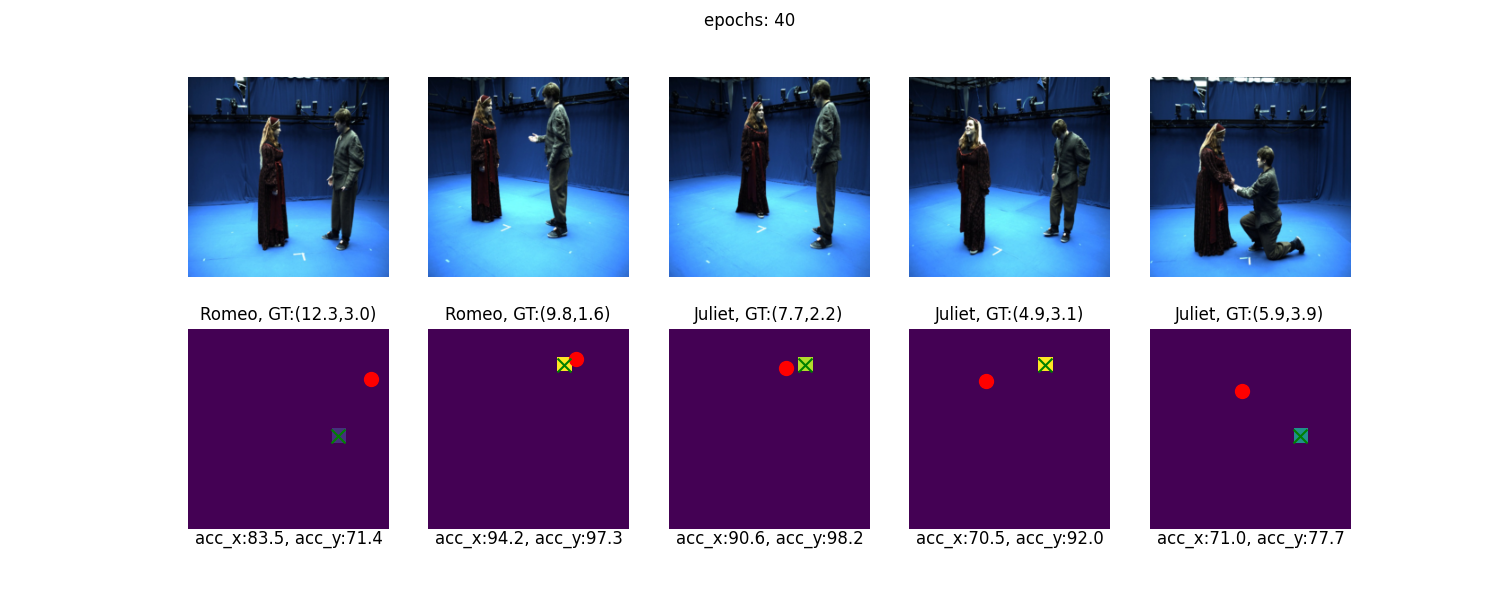 epochs: 40
Romeo, GT:(12.3,3.0)
Romeo, GT:(9.8,1.6)
Juliet, GT:(7.7,2.2)
Juliet, GT:(4.9,3.1)
Juliet, GT:(5.9,3.9)
acc_x:83.5, acc_y:71.4
acc_x:94.2, acc_y:97.3
acc_x:90.6, acc_y:98.2
acc_x:70.5, acc_y:92.0
acc_x:71.0, acc_y:77.7